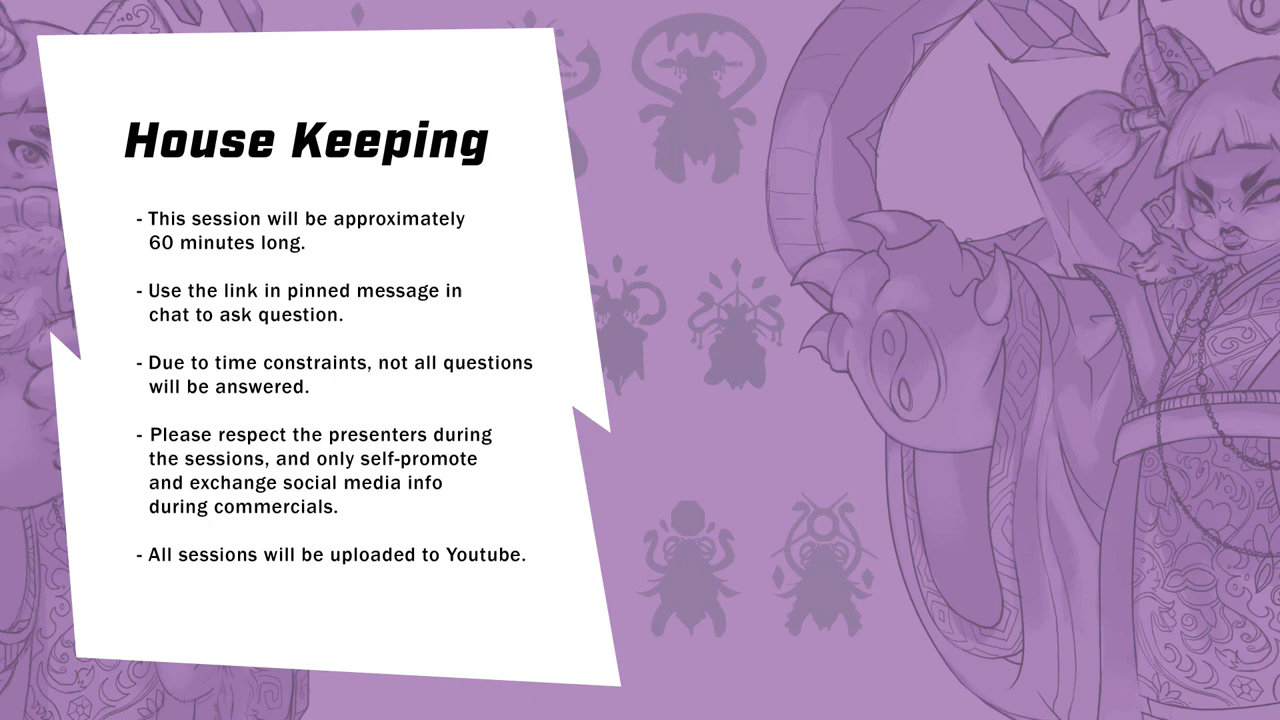 House Keeping
- This session will be approximately
60 minutes long.
- Use the link in pinned message in
chat to ask question.
- Due to time constraints, not all questions
will be answered.
- Please respect the presenters during
the sessions, and only self-promote
and exchange social media info
during commercials.
- All sessions will be uploaded to Youtube.